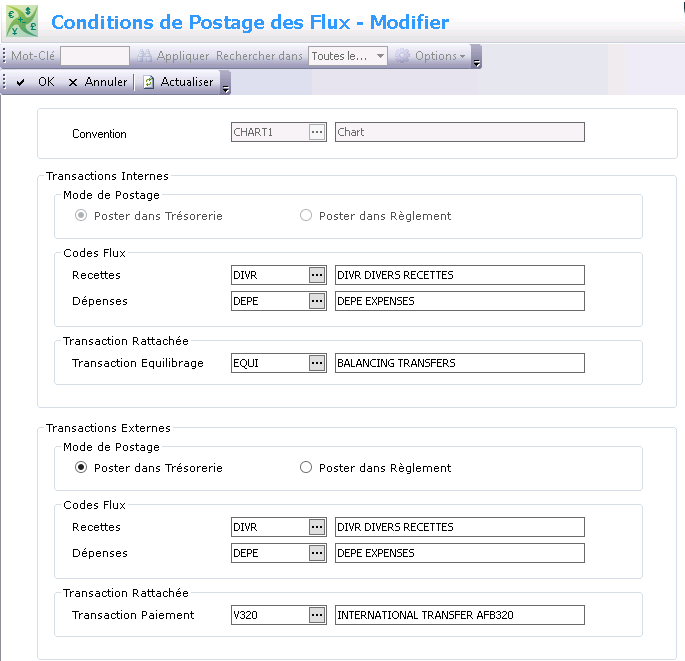 Conditions de Postage des Flux - Modifier
Mot-Clé Appliquer Rechercher dans Toutes le... Options
OK Annuler Actualiser
Convention CHART1 ... Chart
Transactions Internes
Mode de Postage
Poster dans Trésorerie Poster dans Règlement
Codes Flux
Recettes DIVR ... DIVR DIVERS RECETTES
Dépenses DEPE ... DEPE EXPENSES
Transaction Rattachée
Transaction Equilibrage EQUI ... BALANCING TRANSFERS
Transactions Externes
Mode de Postage
Poster dans Trésorerie Poster dans Règlement
Codes Flux
Recettes DIVR ... DIVR DIVERS RECETTES
Dépenses DEPE ... DEPE EXPENSES
Transaction Rattachée
Transaction Paiement V320 ... INTERNATIONAL TRANSFER AFB320